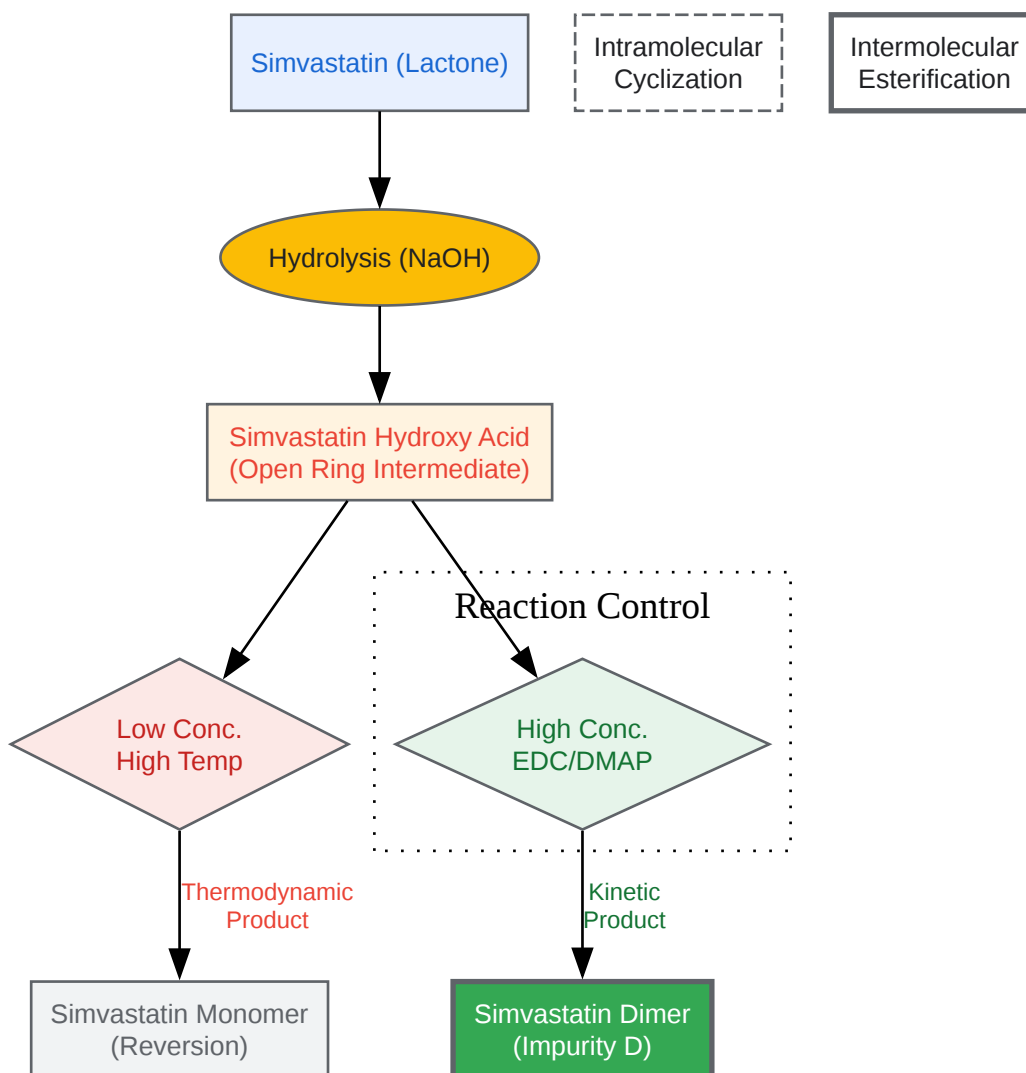 Simvastatin (Lactone)
Intramolecular
Cyclization
Intermolecular
Esterification
Hydrolysis (NaOH)
Simvastatin Hydroxy Acid
(Open Ring Intermediate)
Reaction Control
Low Conc.
High Temp
High Conc.
EDC/DMAP
Thermodynamic
Product
Kinetic
Product
Simvastatin Monomer
(Reversion)
Simvastatin Dimer
(Impurity D)